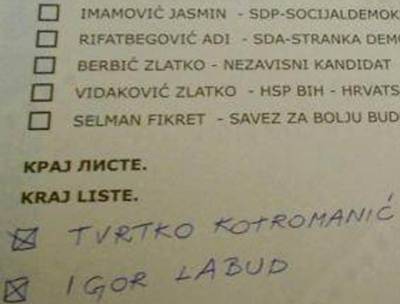 IMAMOVIĆ JASMIN - SDP-SOCIJALDEMOK
RIFATBEGOVIĆ ADI - SDA-STRANKA DEMO
BERBIĆ ZLATKO - NEZAVISNI KANDIDAT
VIDAKOVIĆ ZLATKO - HSP BIH - HRVATS
SELMAN FIKRET - SAVEZ ZA BOLJU BUD
КРАЈ ЛИСТЕ.
KRAJ LISTE.
TVRTKO KOTROMANIĆ
IGOR LABUD